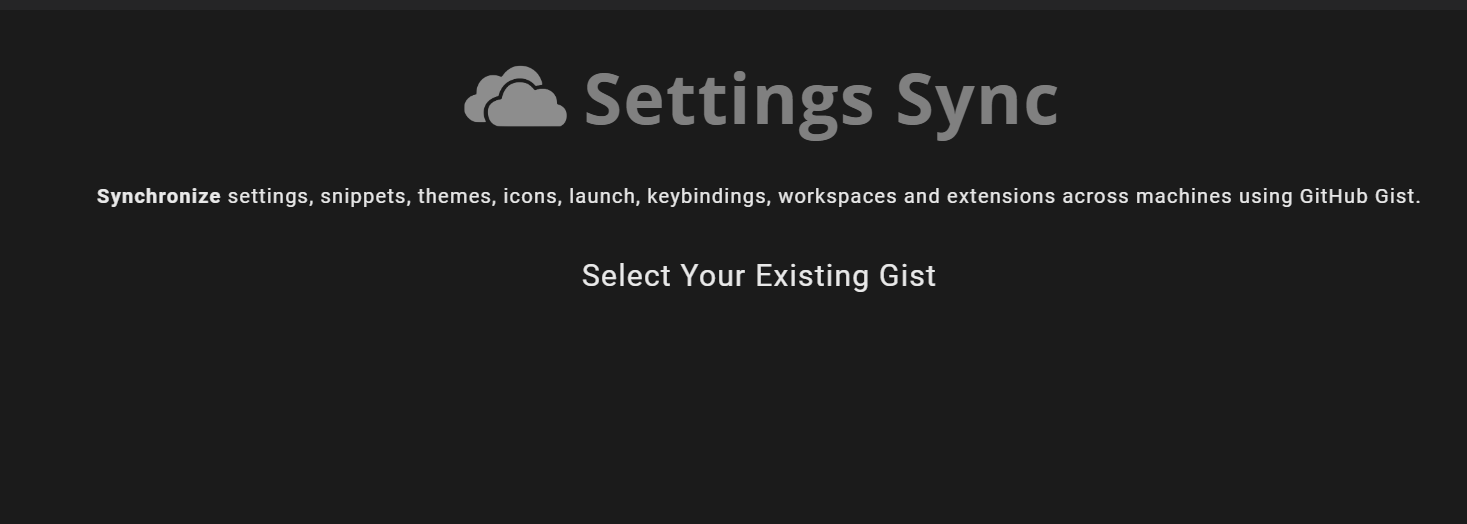 Settings Sync
Synchronize settings, snippets, themes, icons, launch, keybindings, workspaces and extensions across machines using GitHub Gist.
Select Your Existing Gist